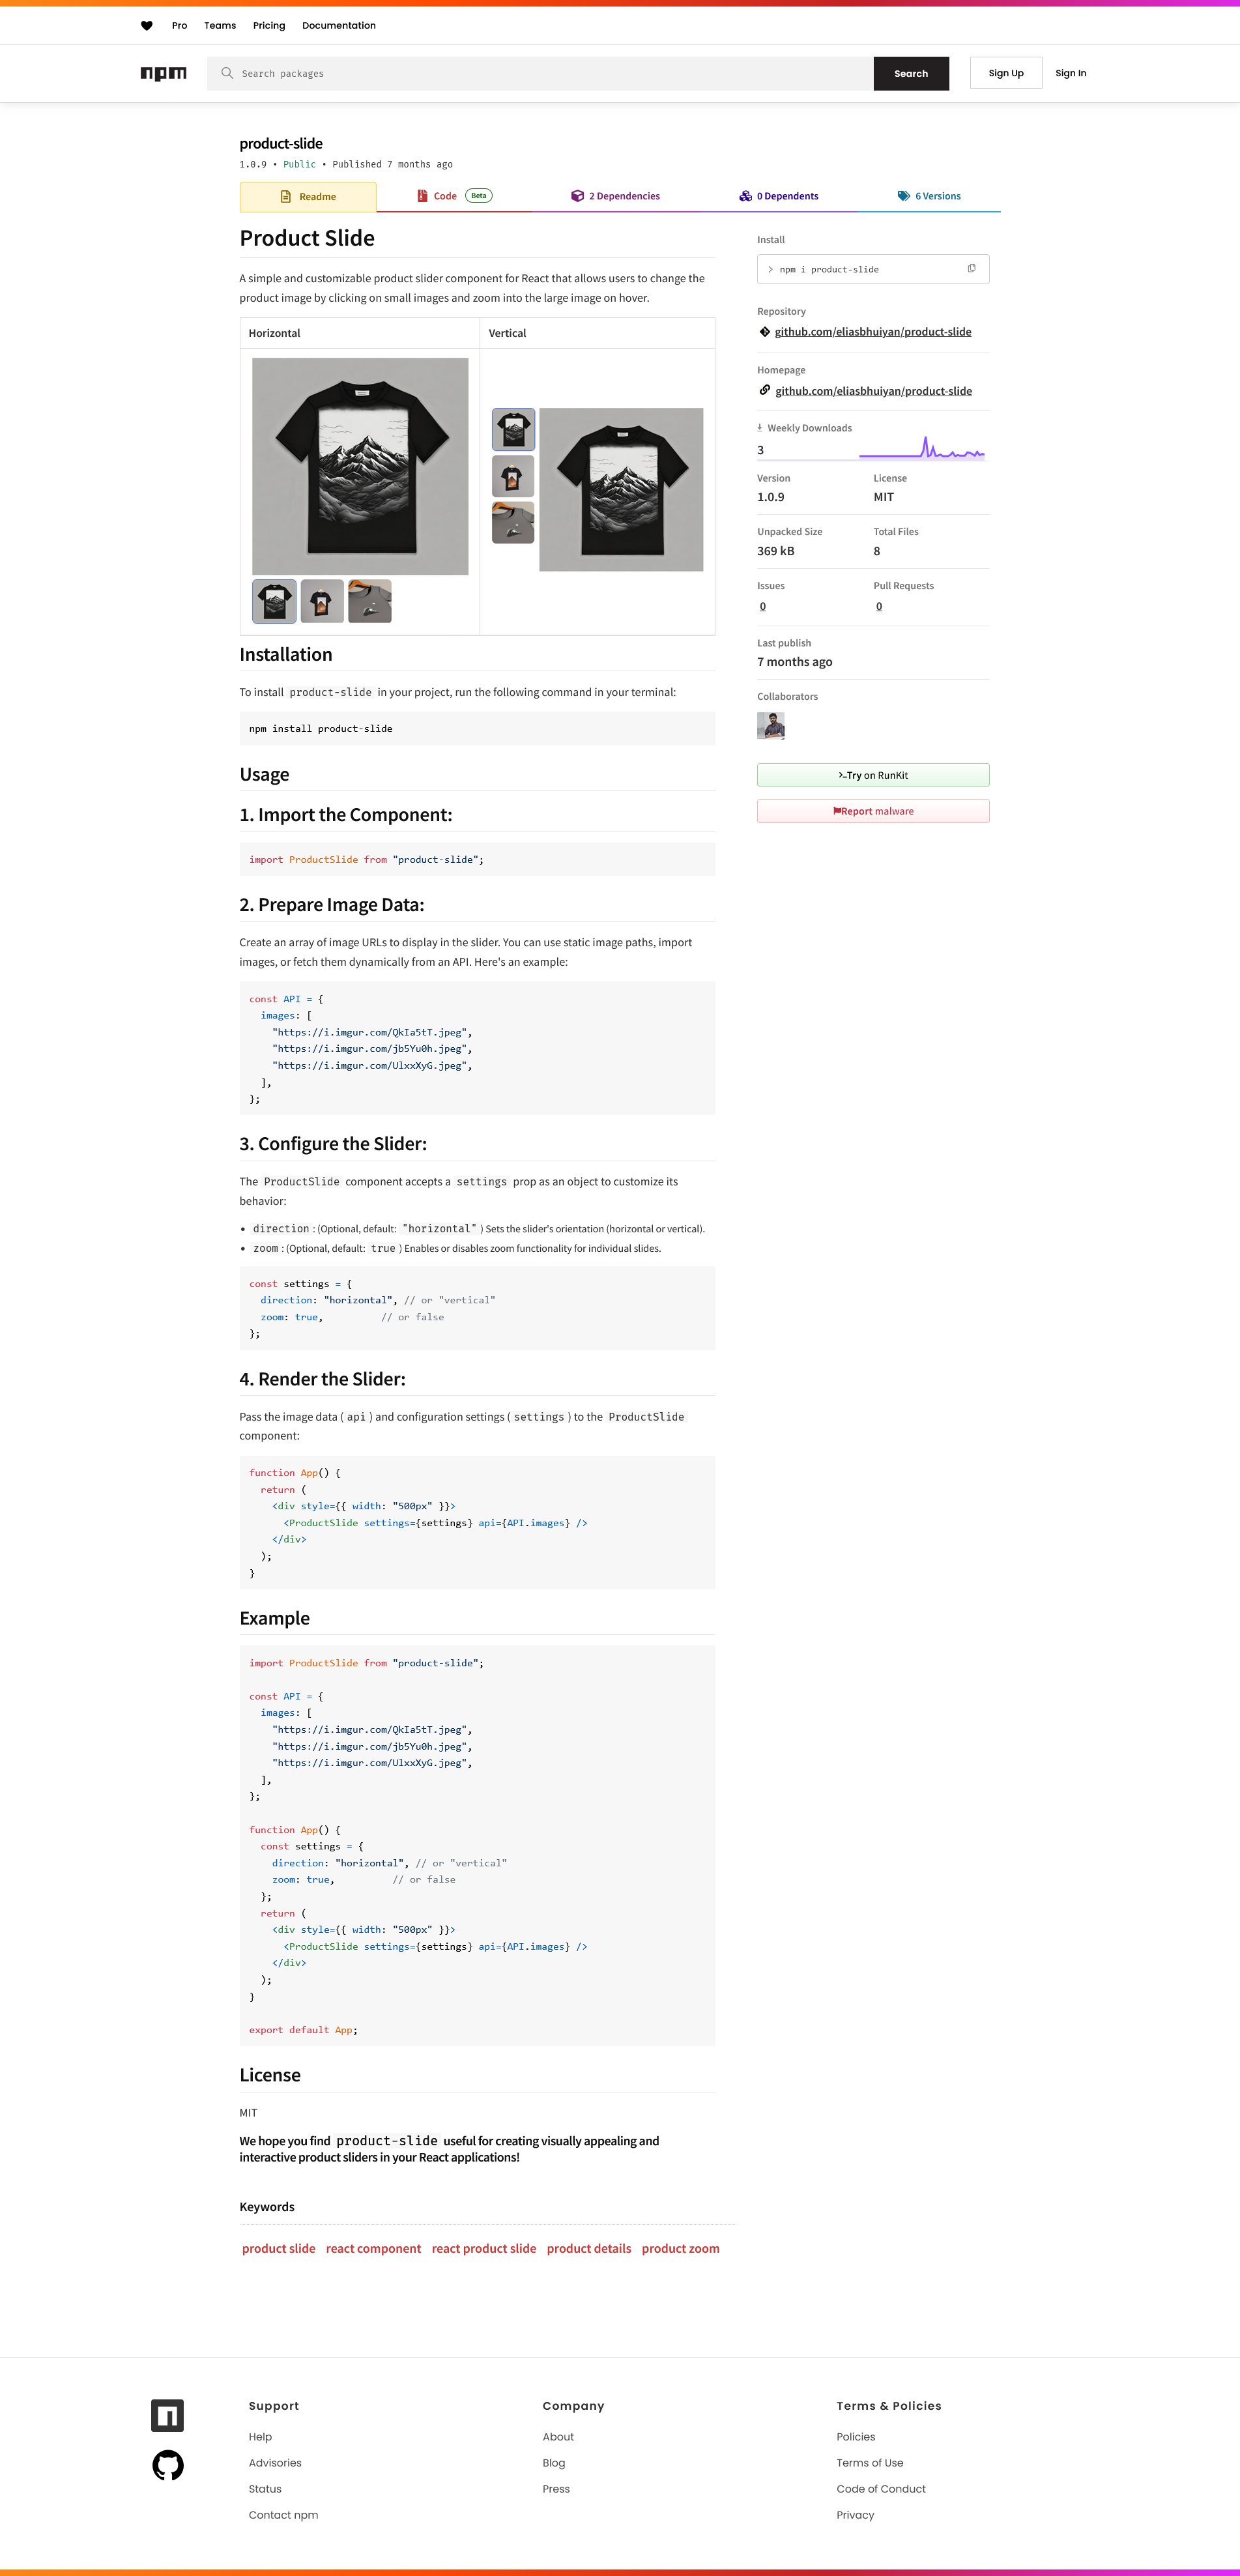 Pro
Teams
Pricing
Documentation
npm
Search packages
Search
Sign Up
Sign In
product-slide
1.0.9 • Public • Published 7 months ago
Readme
Code
Beta
2 Dependencies
0 Dependents
6 Versions
Product Slide
A simple and customizable product slider component for React that allows users to change the
product image by clicking on small images and zoom into the large image on hover.
Horizontal
Vertical
Installation
To install product-slide in your project, run the following command in your terminal:
npm install product-slide
Usage
1. Import the Component:
import ProductSlide from "product-slide";
2. Prepare Image Data:
Create an array of image URLs to display in the slider. You can use static image paths, import
images, or fetch them dynamically from an API. Here's an example:
const API = {
  images: [
    "https://i.imgur.com/QkIa5tT.jpeg",
    "https://i.imgur.com/jb5Yu0h.jpeg",
    "https://i.imgur.com/UlxxXyG.jpeg",
  ],
};
3. Configure the Slider:
The ProductSlide component accepts a settings prop as an object to customize its
behavior:
• direction : (Optional, default: "horizontal" ) Sets the slider's orientation (horizontal or vertical).
• zoom : (Optional, default: true ) Enables or disables zoom functionality for individual slides.
const settings = {
  direction: "horizontal", // or "vertical"
  zoom: true,          // or false
};
4. Render the Slider:
Pass the image data ( api ) and configuration settings ( settings ) to the ProductSlide
component:
function App() {
  return (
    <div style={{ width: "500px" }}>
      <ProductSlide settings={settings} api={API.images} />
    </div>
  );
}
Example
import ProductSlide from "product-slide";
const API = {
  images: [
    "https://i.imgur.com/QkIa5tT.jpeg",
    "https://i.imgur.com/jb5Yu0h.jpeg",
    "https://i.imgur.com/UlxxXyG.jpeg",
  ],
};
function App() {
  const settings = {
    direction: "horizontal", // or "vertical"
    zoom: true,          // or false
  };
  return (
    <div style={{ width: "500px" }}>
      <ProductSlide settings={settings} api={API.images} />
    </div>
  );
}
export default App;
License
MIT
We hope you find product-slide useful for creating visually appealing and
interactive product sliders in your React applications!
Keywords
product slide
react component
react product slide
product details
product zoom
Install
npm i product-slide
Repository
github.com/eliasbhuiyan/product-slide
Homepage
github.com/eliasbhuiyan/product-slide
Weekly Downloads
3
Version
1.0.9
License
MIT
Unpacked Size
369 kB
Total Files
8
Issues
0
Pull Requests
0
Last publish
7 months ago
Collaborators
Try on RunKit
Report malware
Support
Help
Advisories
Status
Contact npm
Company
About
Blog
Press
Terms & Policies
Policies
Terms of Use
Code of Conduct
Privacy